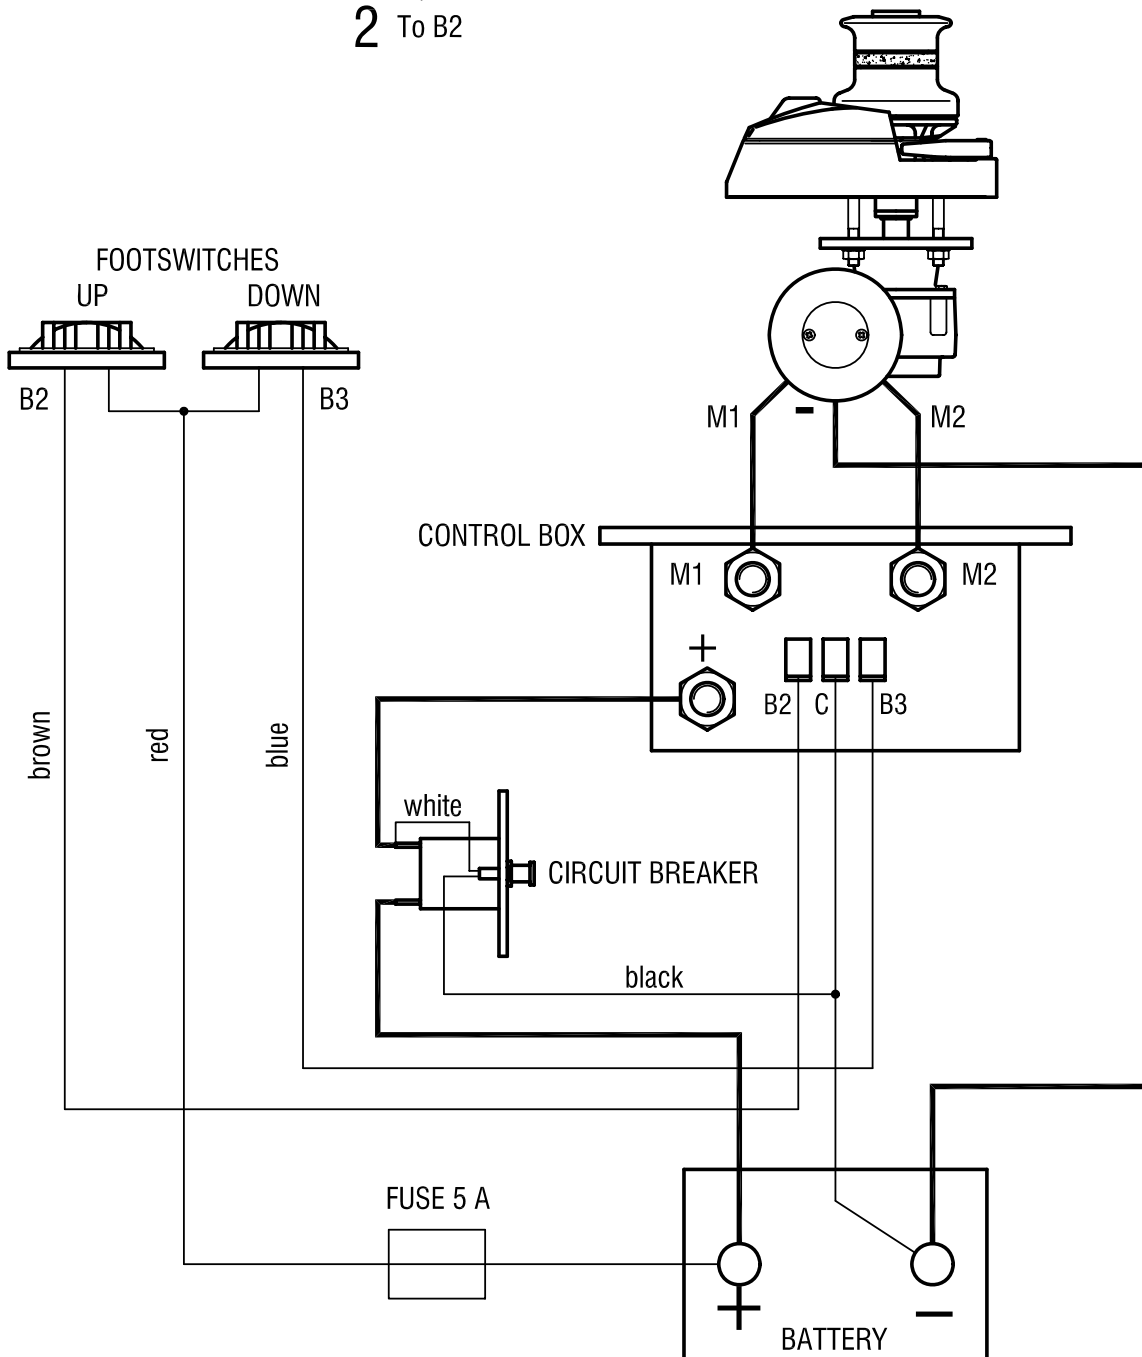 2 To B2
FOOTSWITCHES
UP DOWN
B2 B3
M1 - M2
CONTROL BOX
M1 M2
+
B2 C B3
brown
red
blue
white
CIRCUIT BREAKER
black
FUSE 5 A
+ −
BATTERY